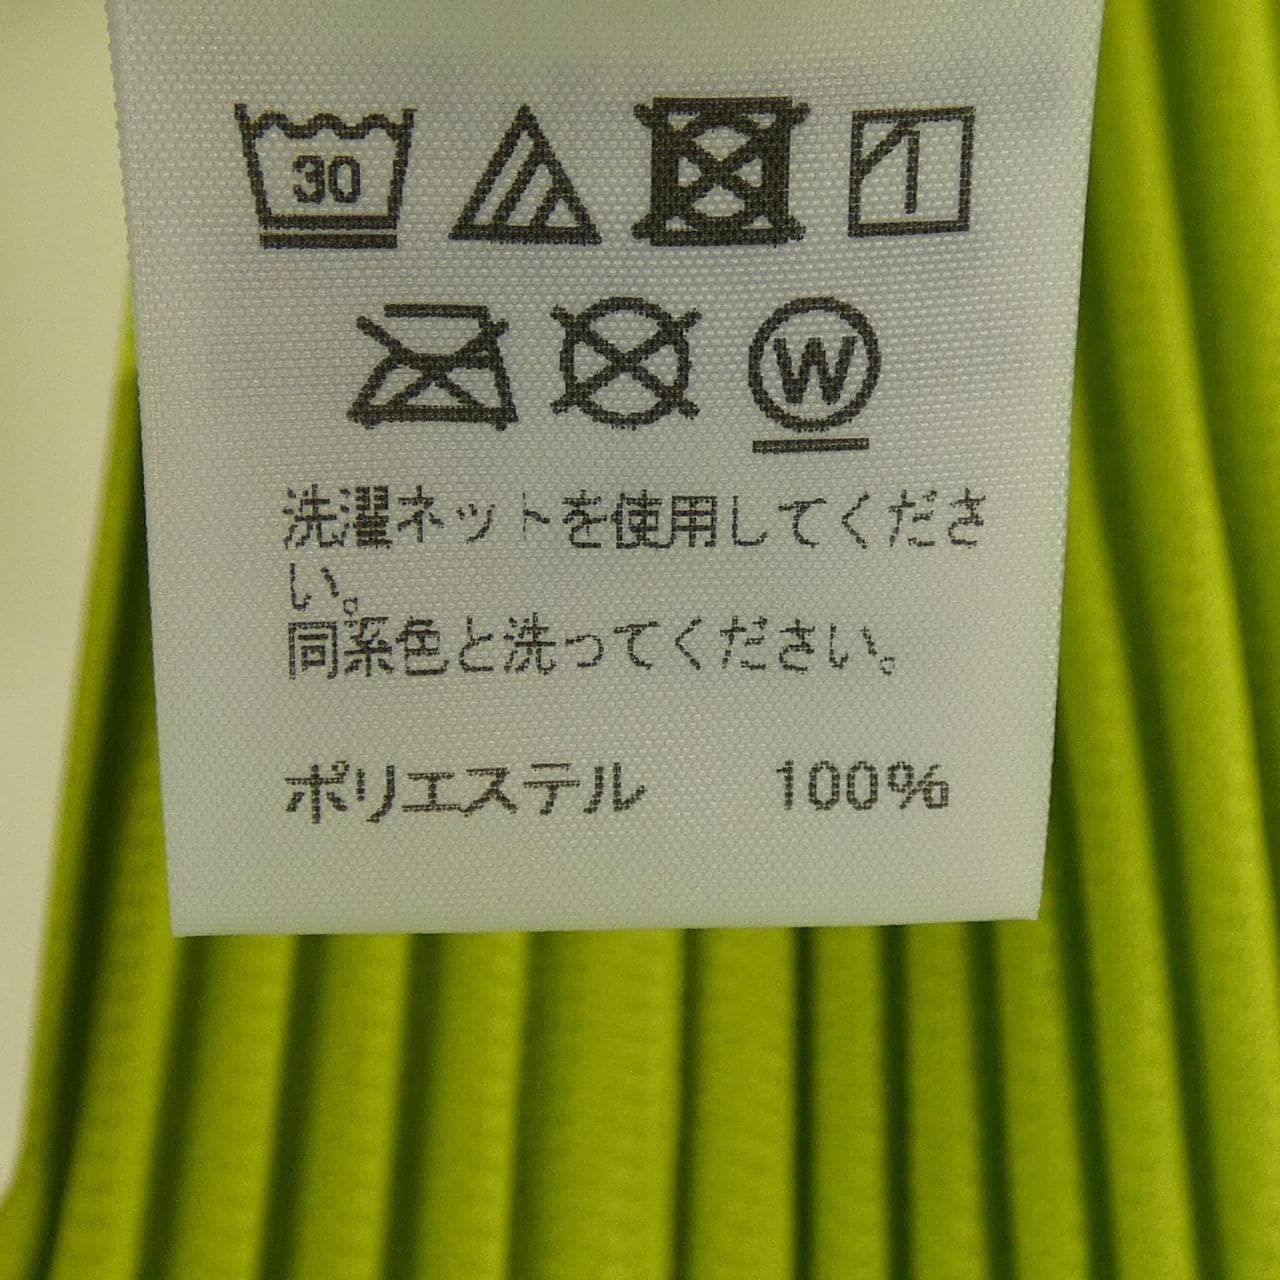 30
W
洗濯ネットを使用してくださ
い。
同系色と洗ってください。
ポリエステル 100%